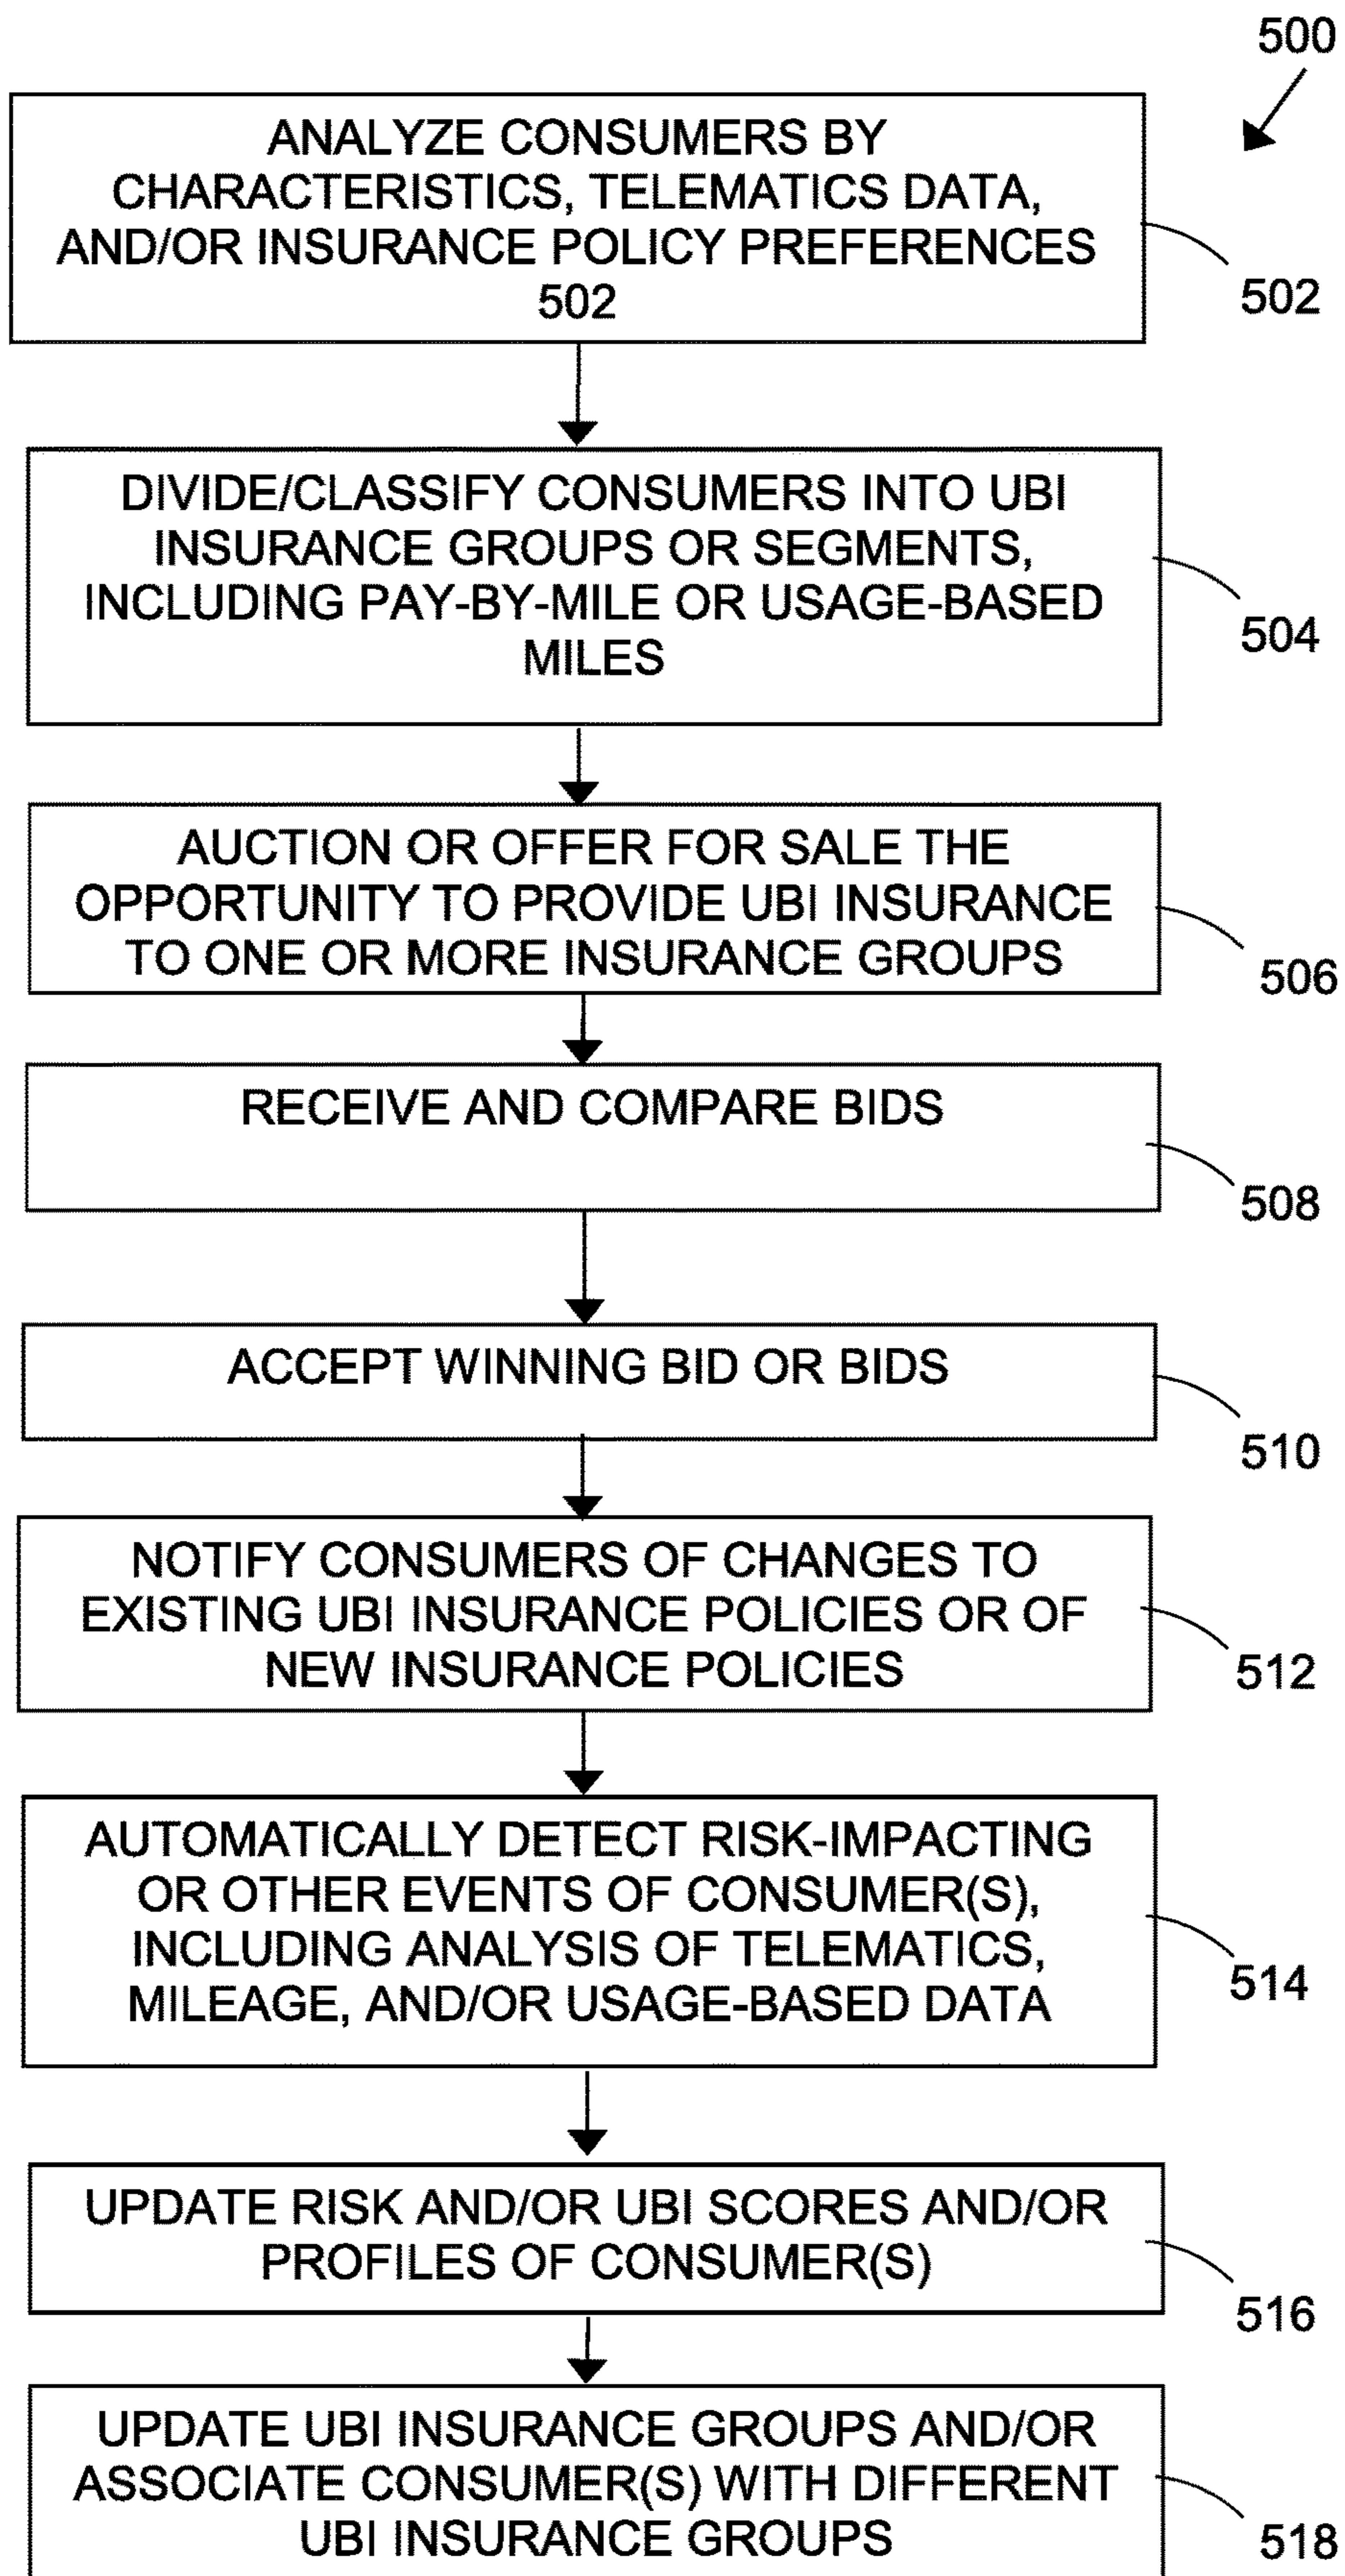 500
ANALYZE CONSUMERS BY
CHARACTERISTICS, TELEMATICS DATA,
AND/OR INSURANCE POLICY PREFERENCES
502
502
DIVIDE/CLASSIFY CONSUMERS INTO UBI
INSURANCE GROUPS OR SEGMENTS,
INCLUDING PAY-BY-MILE OR USAGE-BASED
MILES
504
AUCTION OR OFFER FOR SALE THE
OPPORTUNITY TO PROVIDE UBI INSURANCE
TO ONE OR MORE INSURANCE GROUPS
506
RECEIVE AND COMPARE BIDS
508
ACCEPT WINNING BID OR BIDS
510
NOTIFY CONSUMERS OF CHANGES TO
EXISTING UBI INSURANCE POLICIES OR OF
NEW INSURANCE POLICIES
512
AUTOMATICALLY DETECT RISK-IMPACTING
OR OTHER EVENTS OF CONSUMER(S),
INCLUDING ANALYSIS OF TELEMATICS,
MILEAGE, AND/OR USAGE-BASED DATA
514
UPDATE RISK AND/OR UBI SCORES AND/OR
PROFILES OF CONSUMER(S)
516
UPDATE UBI INSURANCE GROUPS AND/OR
ASSOCIATE CONSUMER(S) WITH DIFFERENT
UBI INSURANCE GROUPS
518